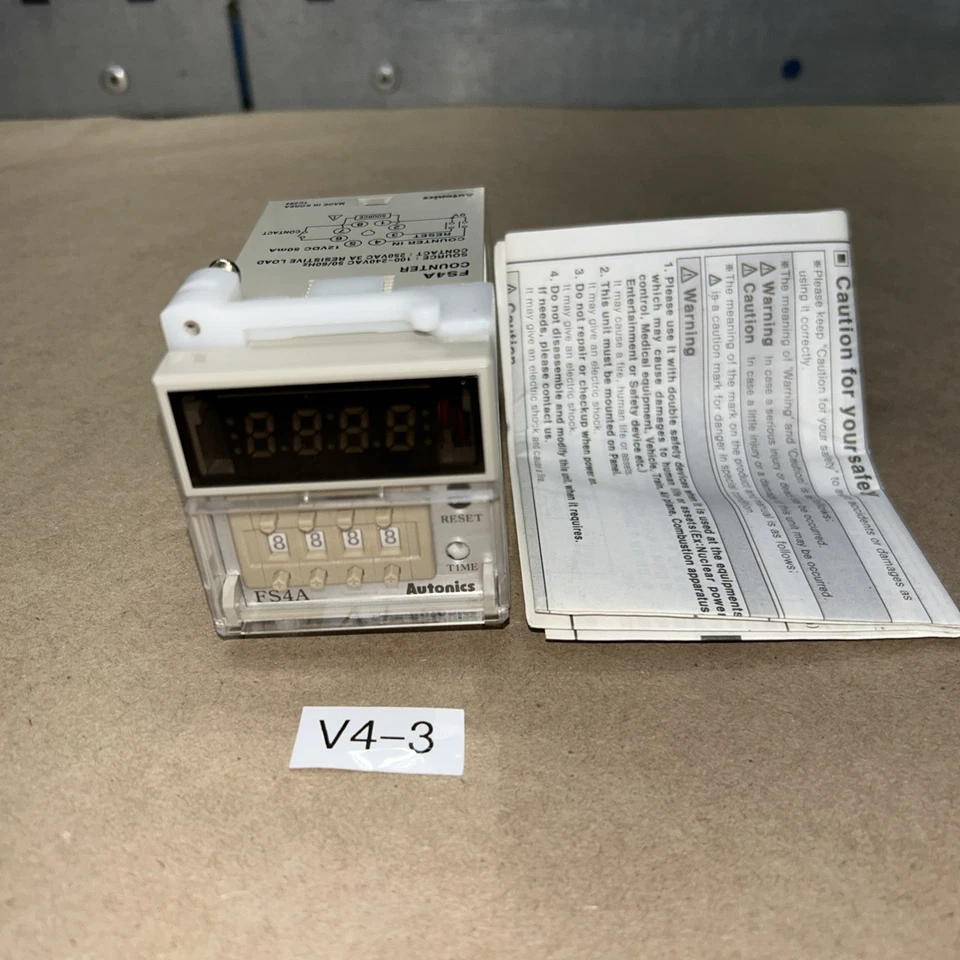 Autonics
MADE IN KOREA
SOURCE
CONTACT
RESET
COUNTER IN
12VDC 50mA
CONTACT : 250VAC 3A RESISTIVE LOAD
SOURCE : 100-240VAC 50/60Hz
COUNTER
FS4A
8 8 8 8
RESET
TIME
FS4A
Autonics
■ Caution for your safety
※Please keep "Caution for your safety" to
accidents or damages as
using it correctly.
※The meaning of 'Warning' and 'Caution' is as follows;
⚠ Warning In case a serious injury or death may be occurred.
⚠ Caution In case a little injury or a damage of this unit may be occurred.
※The meaning of the mark on the product and manual is as follows;
⚠ is a caution mark for danger in special condition.
⚠ Warning
1. Please use it with double safety devices when it is used at the equipments
which may cause damages to human life or assets(Ex:Nuclear power
control, Medical equipment, Vehicle, Train, Air plane, Combustion apparatus
Entertainment or Safety device etc.)
It may cause a fire, human life or assets.
2. This unit must be mounted on Panel.
It may give an electric shock.
3. Do not repair or checkup when power on.
It may give an electric shock.
4. Do not disassemble and modify this unit, when it requires.
If needs, please contact us.
It may give an electric shock and cause a fire.
⚠ Caution
V4-3